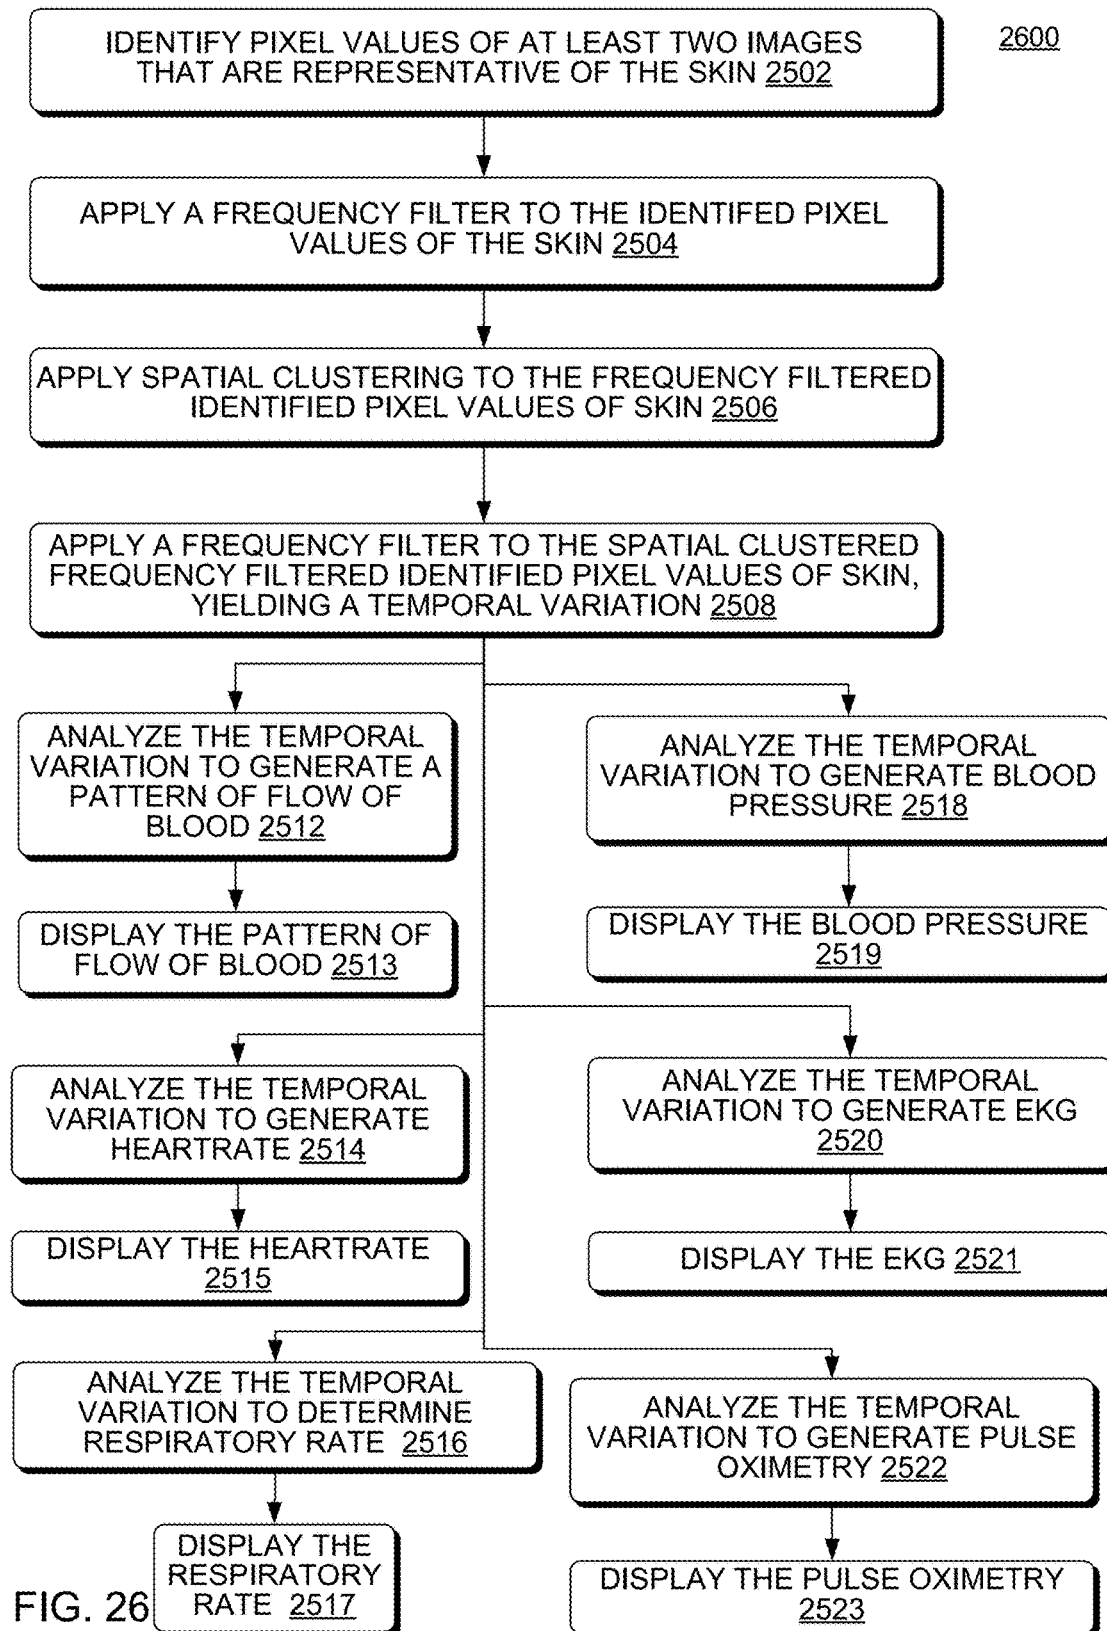 2600
IDENTIFY PIXEL VALUES OF AT LEAST TWO IMAGES
THAT ARE REPRESENTATIVE OF THE SKIN 2502
APPLY A FREQUENCY FILTER TO THE IDENTIFED PIXEL
VALUES OF THE SKIN 2504
APPLY SPATIAL CLUSTERING TO THE FREQUENCY FILTERED
IDENTIFIED PIXEL VALUES OF SKIN 2506
APPLY A FREQUENCY FILTER TO THE SPATIAL CLUSTERED
FREQUENCY FILTERED IDENTIFIED PIXEL VALUES OF SKIN,
YIELDING A TEMPORAL VARIATION 2508
ANALYZE THE TEMPORAL
VARIATION TO GENERATE A
PATTERN OF FLOW OF
BLOOD 2512
DISPLAY THE PATTERN OF
FLOW OF BLOOD 2513
ANALYZE THE TEMPORAL
VARIATION TO GENERATE BLOOD
PRESSURE 2518
DISPLAY THE BLOOD PRESSURE
2519
ANALYZE THE TEMPORAL
VARIATION TO GENERATE
HEARTRATE 2514
DISPLAY THE HEARTRATE
2515
ANALYZE THE TEMPORAL
VARIATION TO GENERATE EKG
2520
DISPLAY THE EKG 2521
ANALYZE THE TEMPORAL
VARIATION TO DETERMINE
RESPIRATORY RATE 2516
DISPLAY THE
RESPIRATORY
RATE 2517
ANALYZE THE TEMPORAL
VARIATION TO GENERATE PULSE
OXIMETRY 2522
DISPLAY THE PULSE OXIMETRY
2523
FIG. 26